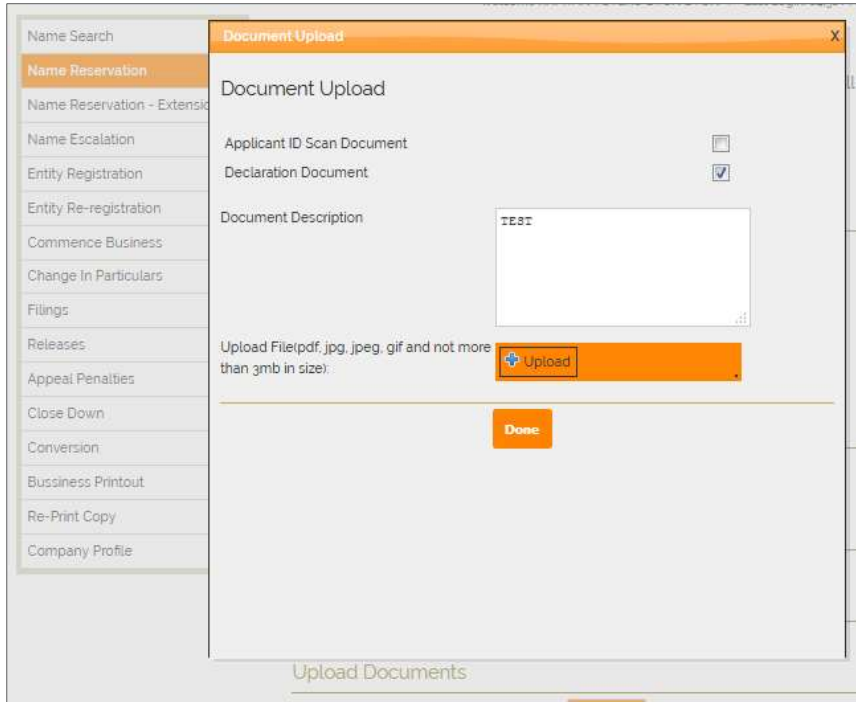 Name Search
Name Reservation
Name Reservation - Extensio
Name Escalation
Entity Registration
Entity Re-registration
Commence Business
Change In Particulars
Filings
Releases
Appeal Penalties
Close Down
Conversion
Bussiness Printout
Re-Print Copy
Company Profile
Document Upload
X
Document Upload
Applicant ID Scan Document
Declaration Document
Document Description
TEST
Upload File(pdf, jpg, jpeg, gif and not more
than 3mb in size):
Upload
Done
Upload Documents